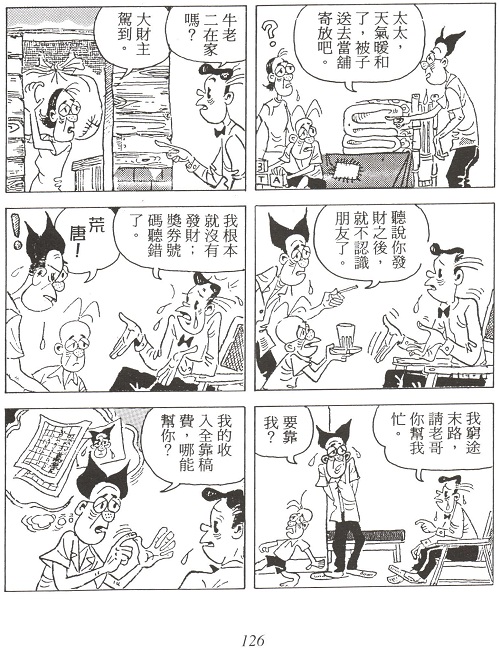 太太，
天氣暖和
了，被子
送去當舖
寄放吧。
？
B
T A
牛老
二在家
嗎？
大財主
駕到。
聽說你發
財之後，
就不認識
朋友了。
我根本
就沒有
發財；
獎券號
碼聽錯
了。
荒
唐！
！
我窮途
末路，
請老哥
你幫我
忙。
要靠
我？
我的收
入全靠稿
費，哪能
幫你？
126